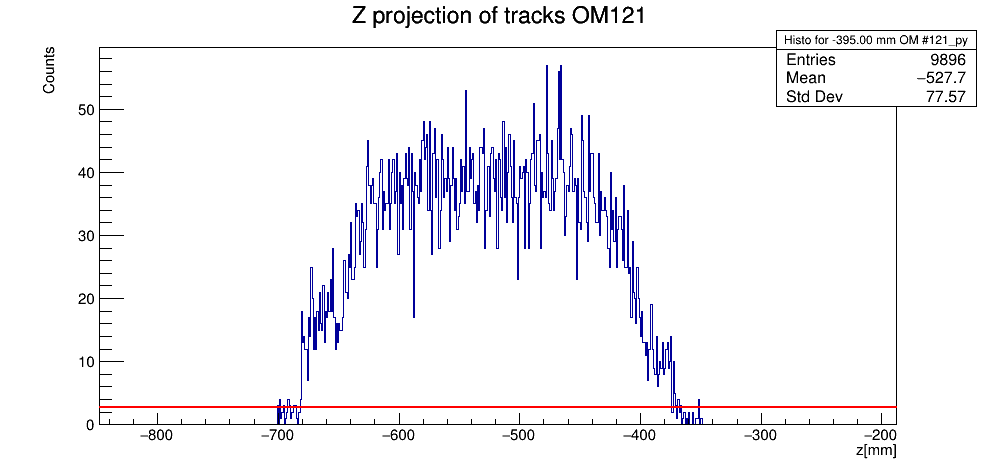 Z projection of tracks OM121
Histo for -395.00 mm OM #121_py
Entries 9896
Mean −527.7
Std Dev 77.57
Counts
50
40
30
20
10
0
−800 −700 −600 −500 −400 −300 −200
z[mm]